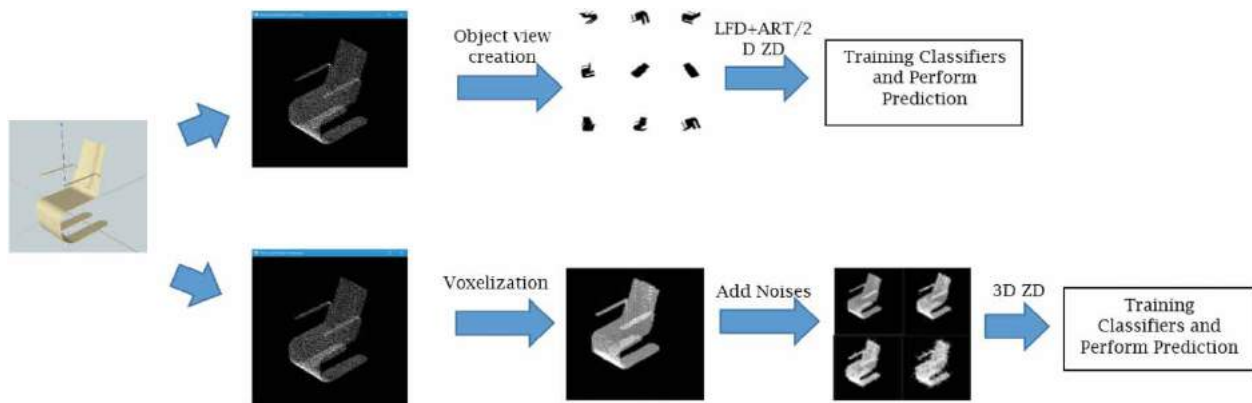 Object view
creation
LFD+ART/2
D ZD
Training Classifiers
and Perform
Prediction
Voxelization
Add Noises
3D ZD
Training
Classifiers and
Perform Prediction